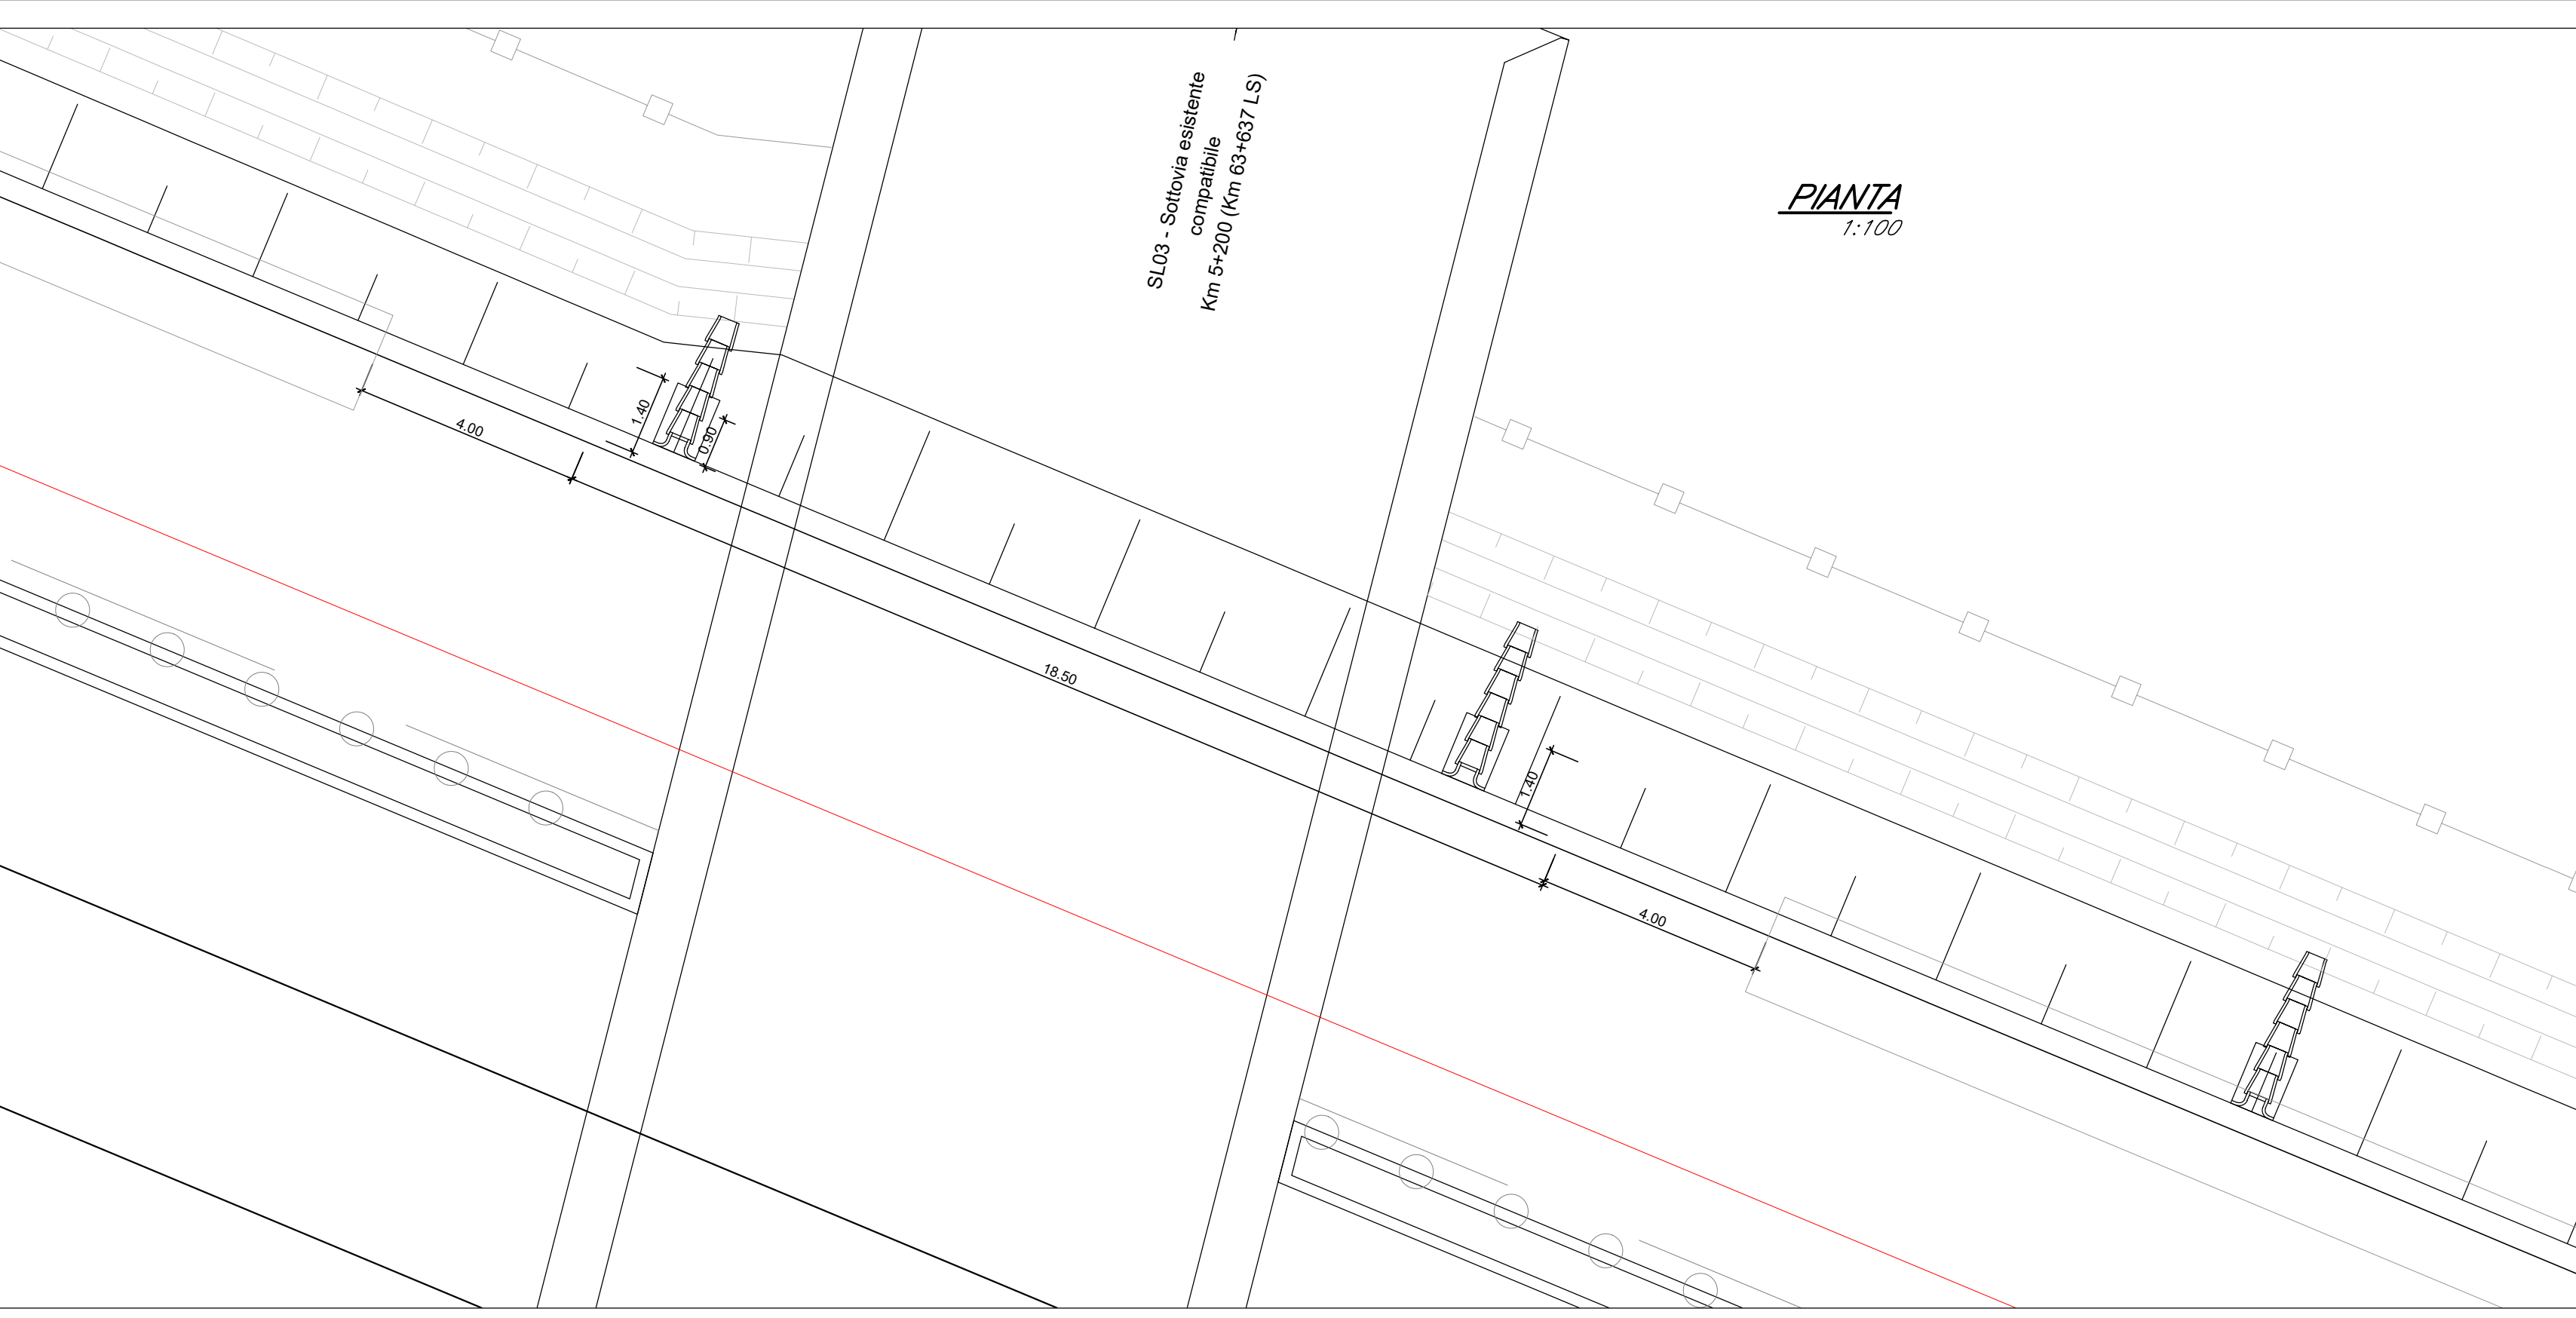 SL03 - Sottovia esistente
compatibile
Km 5+200 (Km 63+637 LS)
PIANTA
1:100
1.40
0.90
4.00
18.50
1.40
4.00